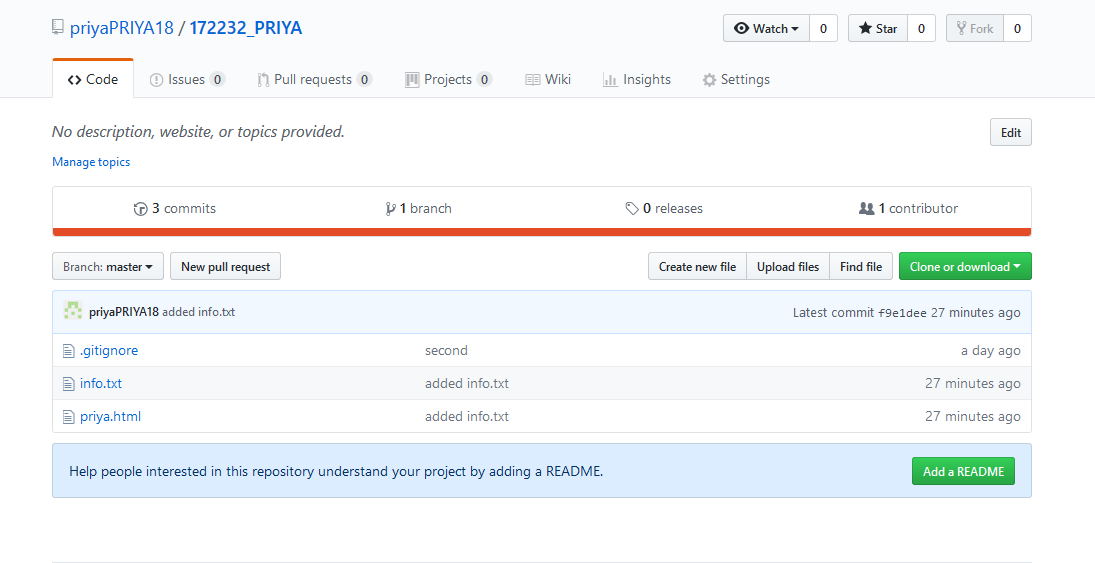 priyaPRIYA18 / 172232_PRIYA
Watch 0 Star 0 Fork 0
Code Issues 0 Pull requests 0 Projects 0 Wiki Insights Settings
No description, website, or topics provided. Edit
Manage topics
3 commits 1 branch 0 releases 1 contributor
Branch: master New pull request Create new file Upload files Find file Clone or download
priyaPRIYA18 added info.txt Latest commit f9e1dee 27 minutes ago
.gitignore second a day ago
info.txt added info.txt 27 minutes ago
priya.html added info.txt 27 minutes ago
Help people interested in this repository understand your project by adding a README. Add a README